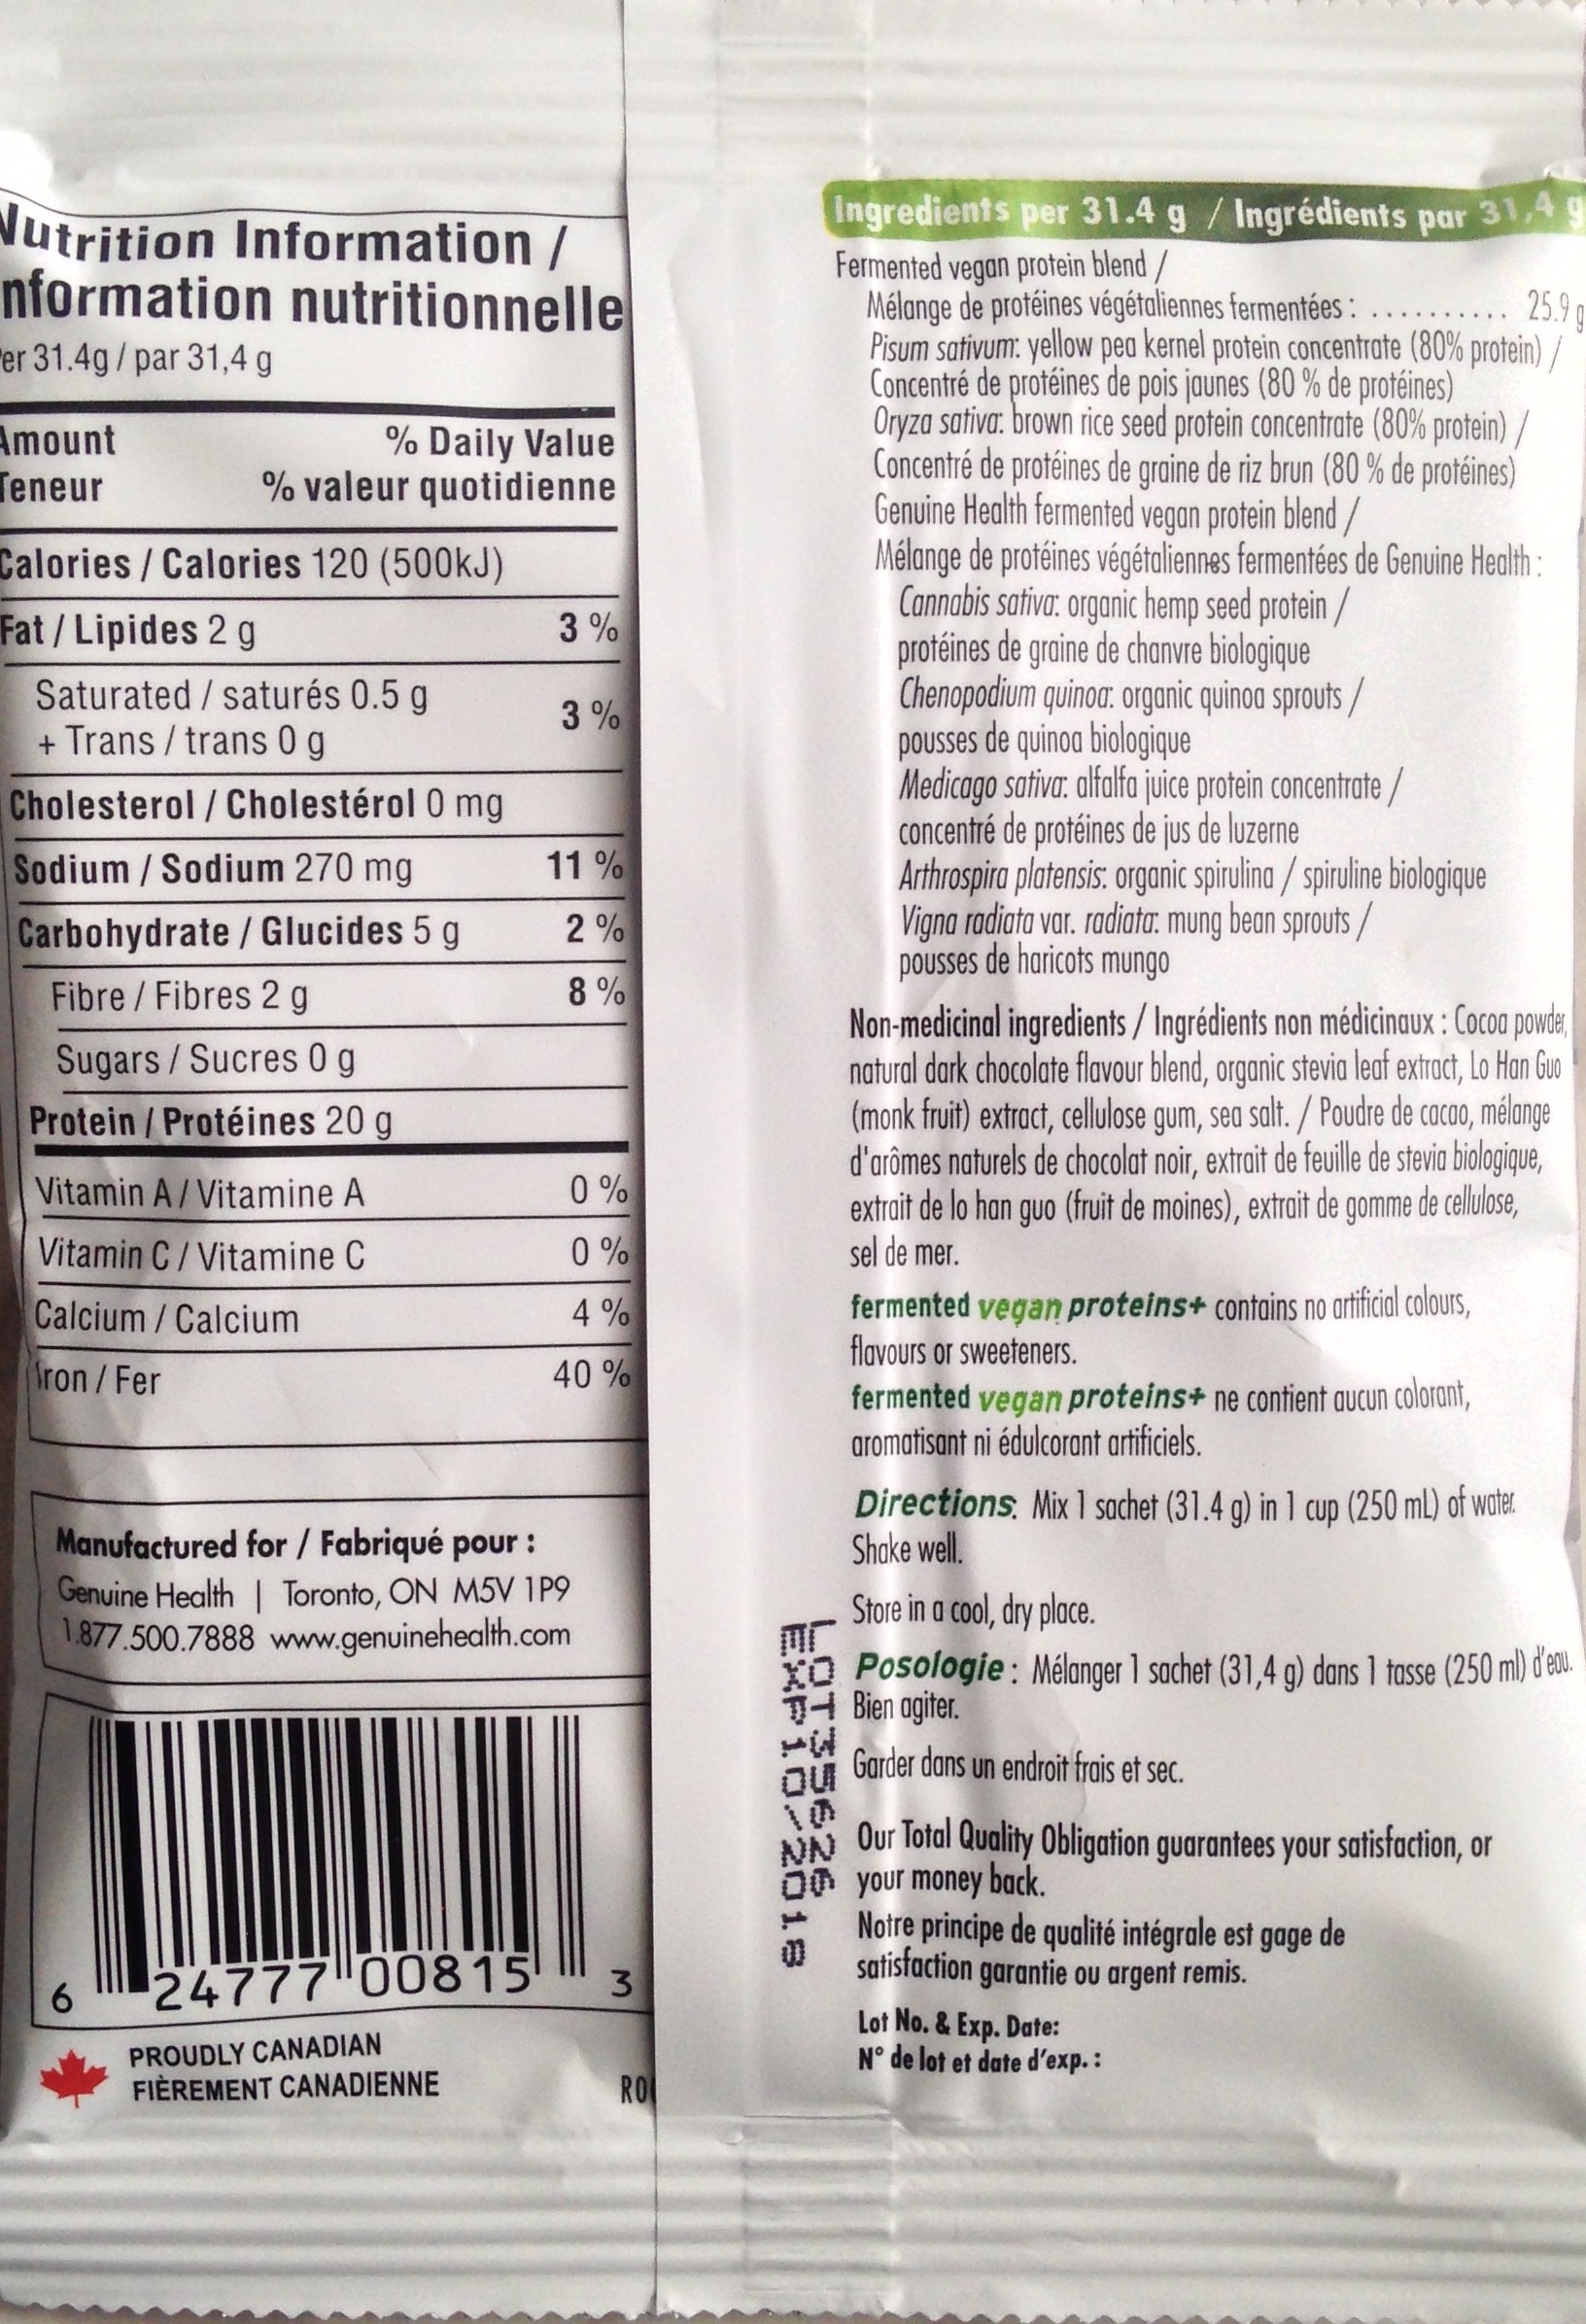 Nutrition Information /
Information nutritionnelle
Per 31.4g / par 31,4 g
Amount % Daily Value
Teneur % valeur quotidienne
Calories / Calories 120 (500kJ)
Fat / Lipides 2 g 3 %
Saturated / saturés 0.5 g
+ Trans / trans 0 g 3 %
Cholesterol / Cholestérol 0 mg
Sodium / Sodium 270 mg 11 %
Carbohydrate / Glucides 5 g 2 %
Fibre / Fibres 2 g 8 %
Sugars / Sucres 0 g
Protein / Protéines 20 g
Vitamin A / Vitamine A 0 %
Vitamin C / Vitamine C 0 %
Calcium / Calcium 4 %
Iron / Fer 40 %
Manufactured for / Fabriqué pour :
Genuine Health | Toronto, ON M5V 1P9
1.877.500.7888 www.genuinehealth.com
6 24777 00815 3
PROUDLY CANADIAN
FIÈREMENT CANADIENNE
Ingredients per 31.4 g / Ingrédients par 31,4 g
Fermented vegan protein blend /
Mélange de protéines végétaliennes fermentées : .......... 25.9 g
Pisum sativum: yellow pea kernel protein concentrate (80% protein) /
Concentré de protéines de pois jaunes (80 % de protéines)
Oryza sativa: brown rice seed protein concentrate (80% protein) /
Concentré de protéines de graine de riz brun (80 % de protéines)
Genuine Health fermented vegan protein blend /
Mélange de protéines végétaliennes fermentées de Genuine Health :
Cannabis sativa: organic hemp seed protein /
protéines de graine de chanvre biologique
Chenopodium quinoa: organic quinoa sprouts /
pousses de quinoa biologique
Medicago sativa: alfalfa juice protein concentrate /
concentré de protéines de jus de luzerne
Arthrospira platensis: organic spirulina / spiruline biologique
Vigna radiata var. radiata: mung bean sprouts /
pousses de haricots mungo
Non-medicinal ingredients / Ingrédients non médicinaux : Cocoa powder,
natural dark chocolate flavour blend, organic stevia leaf extract, Lo Han Guo
(monk fruit) extract, cellulose gum, sea salt. / Poudre de cacao, mélange
d'arômes naturels de chocolat noir, extrait de feuille de stevia biologique,
extrait de lo han guo (fruit de moines), extrait de gomme de cellulose,
sel de mer.
fermented vegan proteins+ contains no artificial colours,
flavours or sweeteners.
fermented vegan proteins+ ne contient aucun colorant,
aromatisant ni édulcorant artificiels.
Directions: Mix 1 sachet (31.4 g) in 1 cup (250 mL) of water.
Shake well.
Store in a cool, dry place.
Posologie : Mélanger 1 sachet (31,4 g) dans 1 tasse (250 ml) d'eau.
Bien agiter.
Garder dans un endroit frais et sec.
Our Total Quality Obligation guarantees your satisfaction, or
your money back.
Notre principe de qualité intégrale est gage de
satisfaction garantie ou argent remis.
Lot No. & Exp. Date:
N° de lot et date d'exp. :
LOT 35626
EXP 10/2018